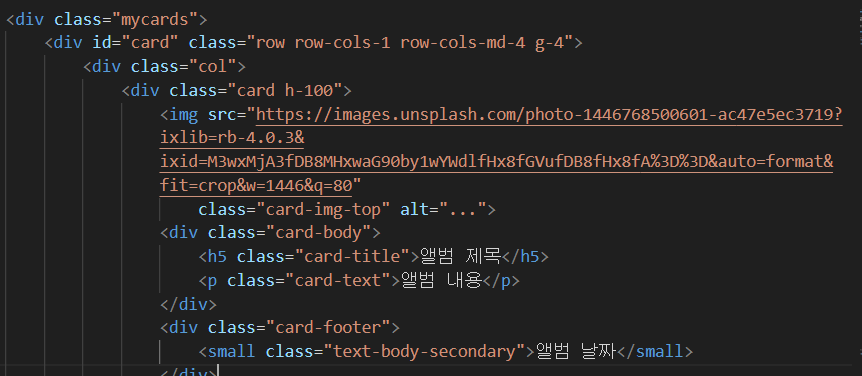 <div class="mycards">
<div id="card" class="row row-cols-1 row-cols-md-4 g-4">
<div class="col">
<div class="card h-100">
<img src="https://images.unsplash.com/photo-1446768500601-ac47e5ec3719?
ixlib=rb-4.0.3&
ixid=M3wxMjA3fDB8MHxwaG90by1wYWdlfHx8fGVufDB8fHx8fA%3D%3D&auto=format&
fit=crop&w=1446&q=80"
class="card-img-top" alt="...">
<div class="card-body">
<h5 class="card-title">앨범 제목</h5>
<p class="card-text">앨범 내용</p>
</div>
<div class="card-footer">
<small class="text-body-secondary">앨범 날짜</small>
</div>